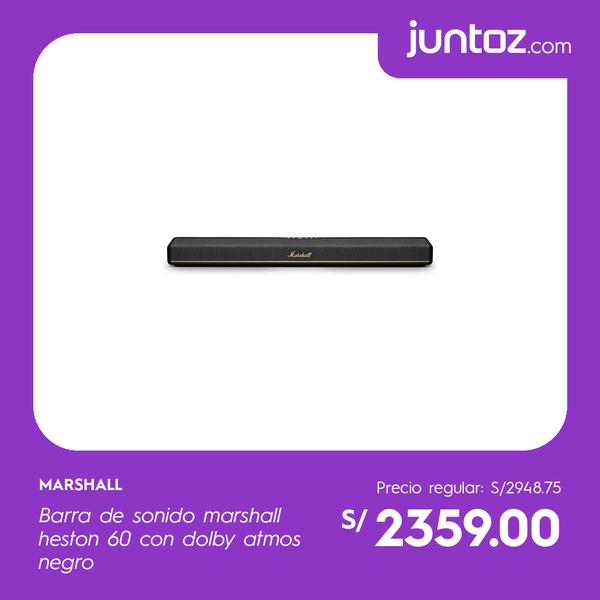 juntoz.com
Marshall
MARSHALL
Barra de sonido marshall
heston 60 con dolby atmos
negro
Precio regular: S/2948.75
S/ 2359.00